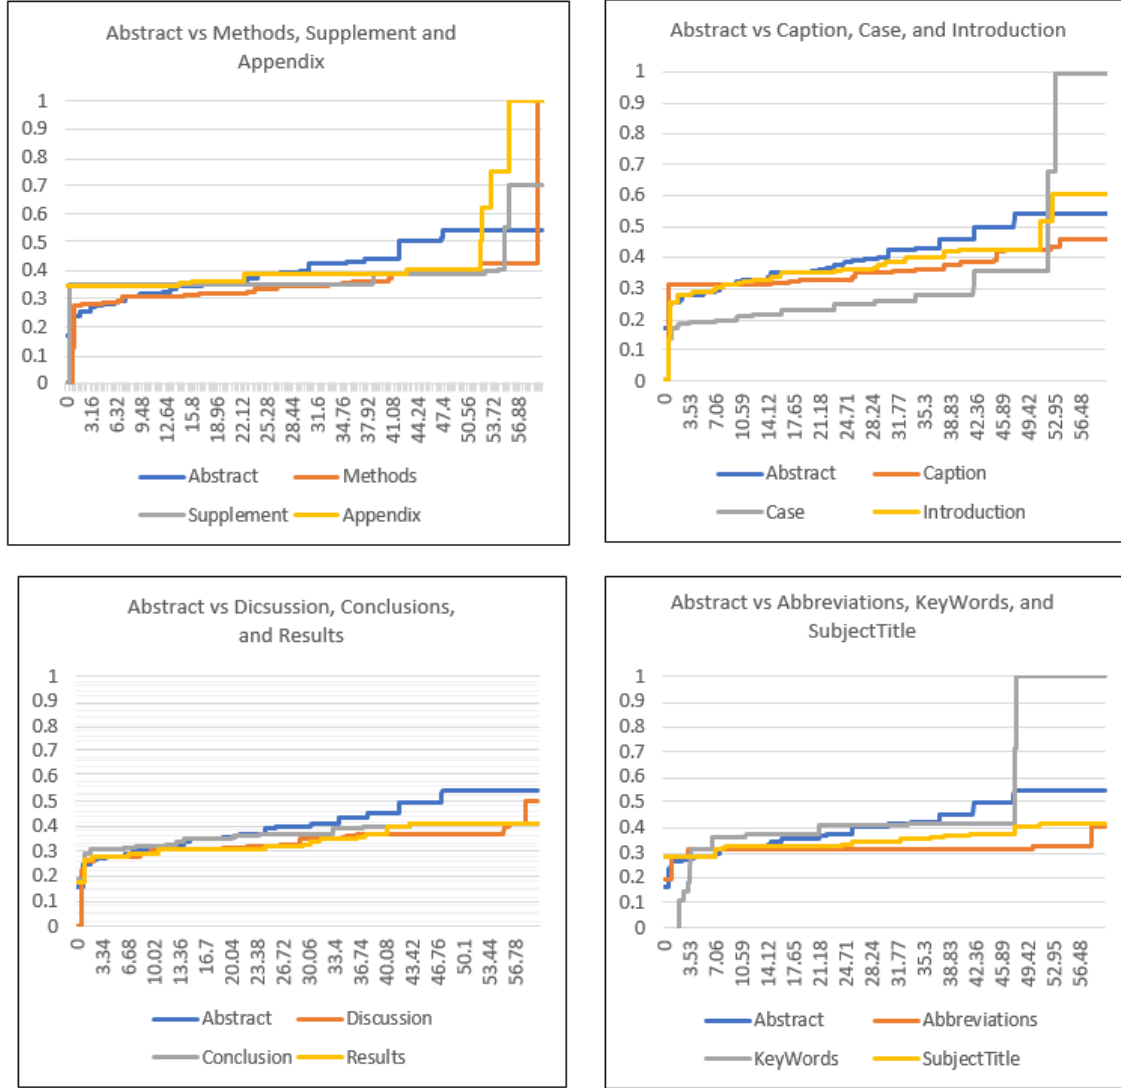 Abstract vs Methods, Supplement and
Appendix
1
0.9
0.8
0.7
0.6
0.5
0.4
0.3
0.2
0.1
0
0 3.16 6.32 9.48 12.64 15.8 18.96 22.12 25.28 28.44 31.6 34.76 37.92 41.08 44.24 47.4 50.56 53.72 56.88
Abstract Methods
Supplement Appendix
Abstract vs Caption, Case, and Introduction
1
0.9
0.8
0.7
0.6
0.5
0.4
0.3
0.2
0.1
0
0 3.53 7.06 10.59 14.12 17.65 21.18 24.71 28.24 31.77 35.3 38.83 42.36 45.89 49.42 52.95 56.48
Abstract Caption
Case Introduction
Abstract vs Dicsussion, Conclusions,
and Results
1
0.9
0.8
0.7
0.6
0.5
0.4
0.3
0.2
0.1
0
0 3.34 6.68 10.02 13.36 16.7 20.04 23.38 26.72 30.06 33.4 36.74 40.08 43.42 46.76 50.1 53.44 56.78
Abstract Discussion
Conclusion Results
Abstract vs Abbreviations, KeyWords, and
SubjectTitle
1
0.9
0.8
0.7
0.6
0.5
0.4
0.3
0.2
0.1
0
0 3.53 7.06 10.59 14.12 17.65 21.18 24.71 28.24 31.77 35.3 38.83 42.36 45.89 49.42 52.95 56.48
Abstract Abbreviations
KeyWords SubjectTitle